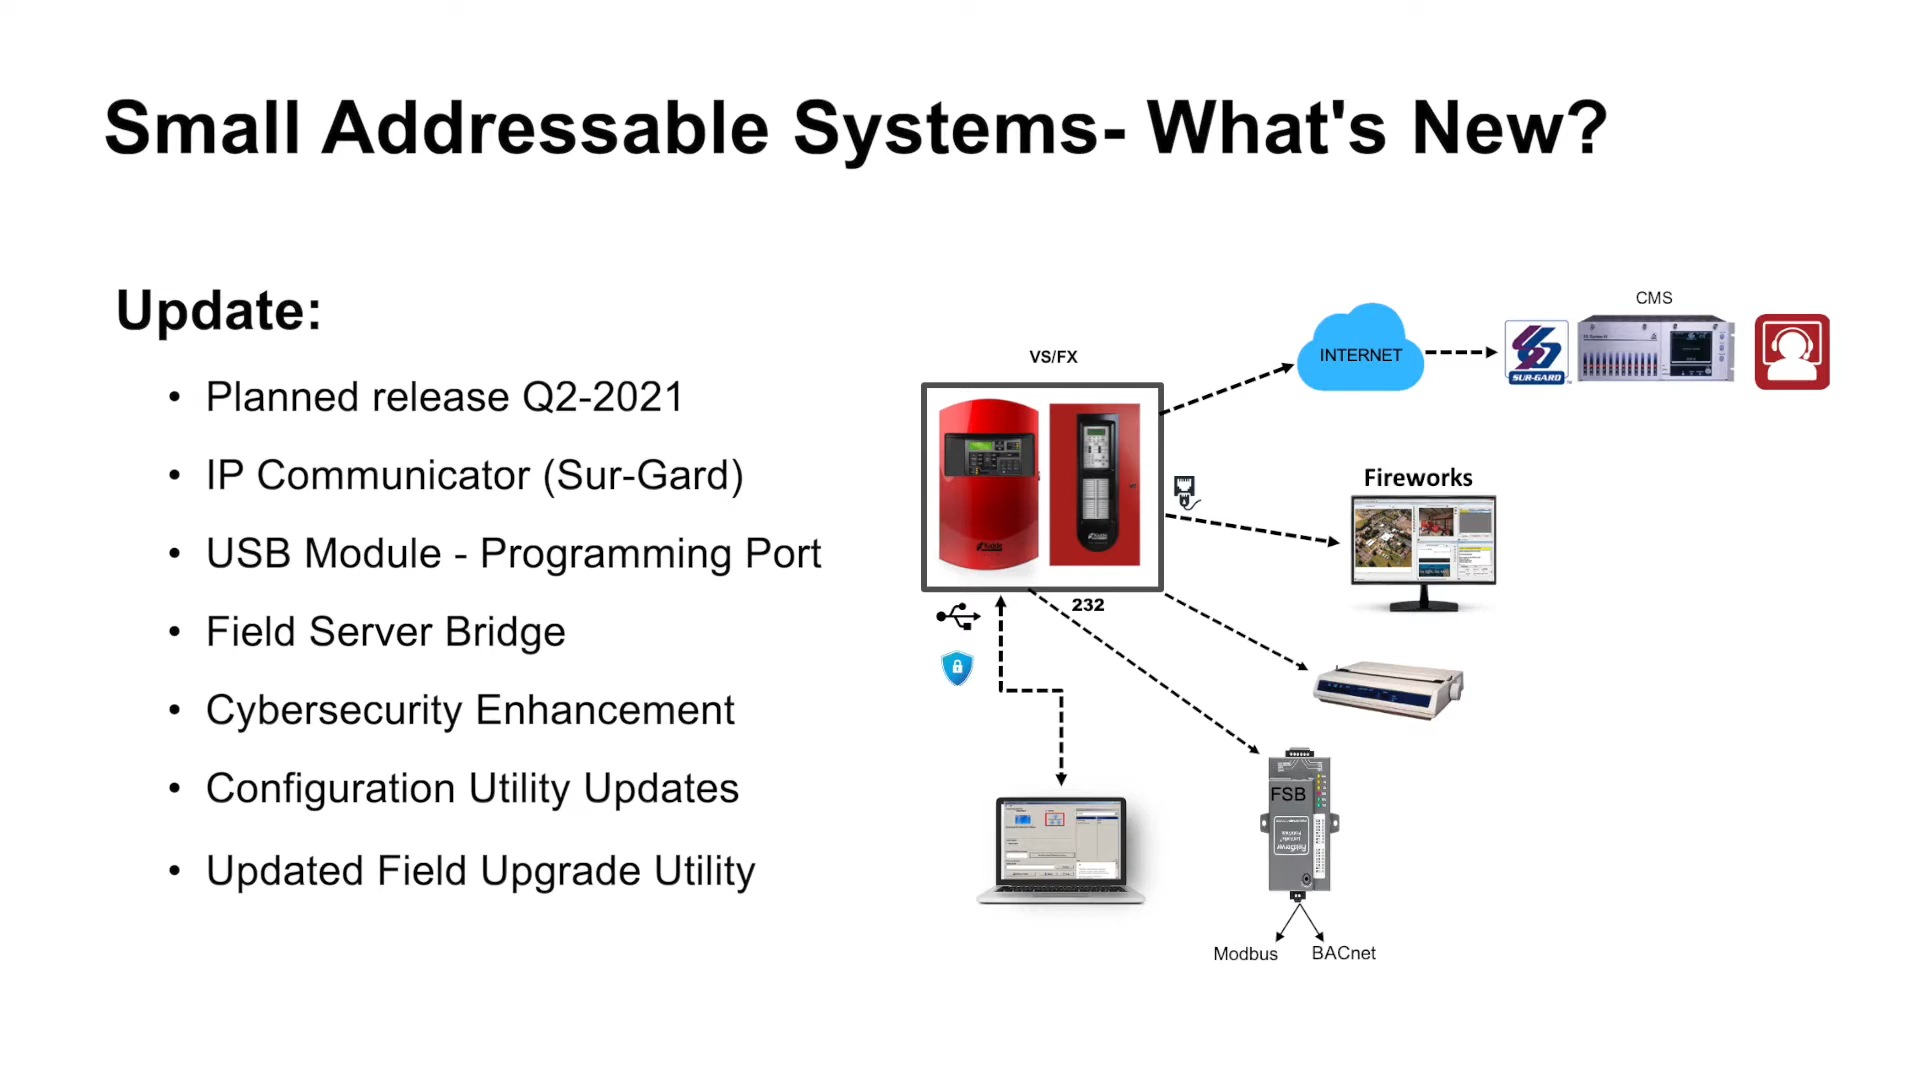 Small Addressable Systems- What's New?
Update:
• Planned release Q2-2021
• IP Communicator (Sur-Gard)
• USB Module - Programming Port
• Field Server Bridge
• Cybersecurity Enhancement
• Configuration Utility Updates
• Updated Field Upgrade Utility
VS/FX
INTERNET
CMS
SUR-GARD
Fireworks
232
FSB
FieldServer
Modbus
BACnet